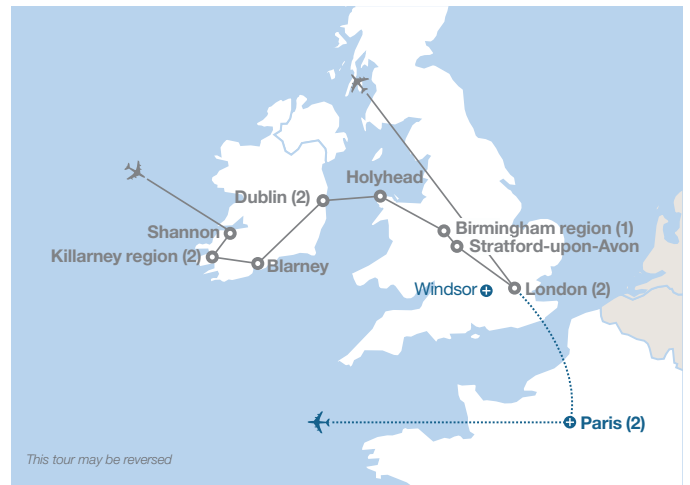 Holyhead
Dublin (2)
Shannon
Birmingham region (1)
Stratford-upon-Avon
Killarney region (2)
Blarney
Windsor
London (2)
Paris (2)
This tour may be reversed